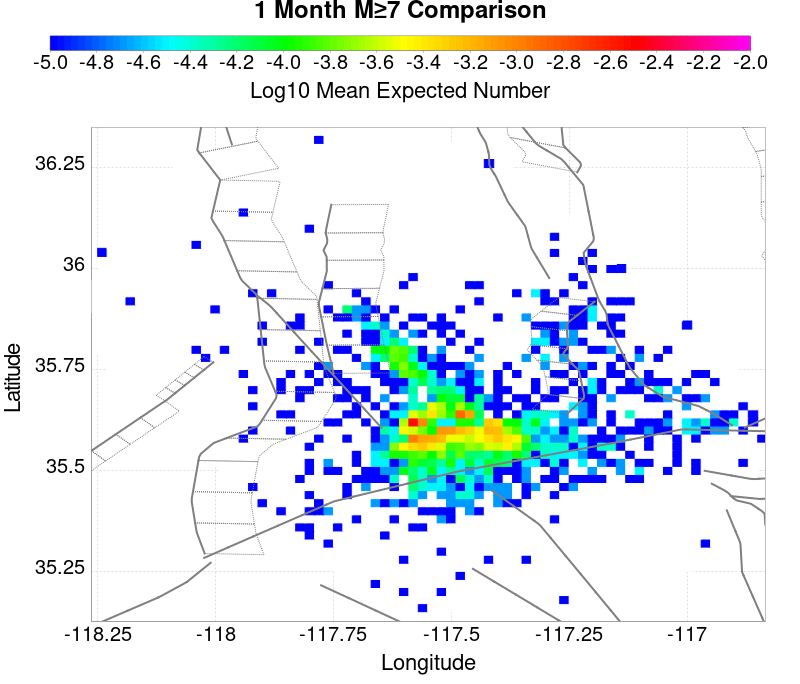 1 Month M≥7 Comparison
-5.0 -4.8 -4.6 -4.4 -4.2 -4.0 -3.8 -3.6 -3.4 -3.2 -3.0 -2.8 -2.6 -2.4 -2.2 -2.0
Log10 Mean Expected Number
36.25
36
35.75
35.5
35.25
Latitude
-118.25 -118 -117.75 -117.5 -117.25 -117
Longitude